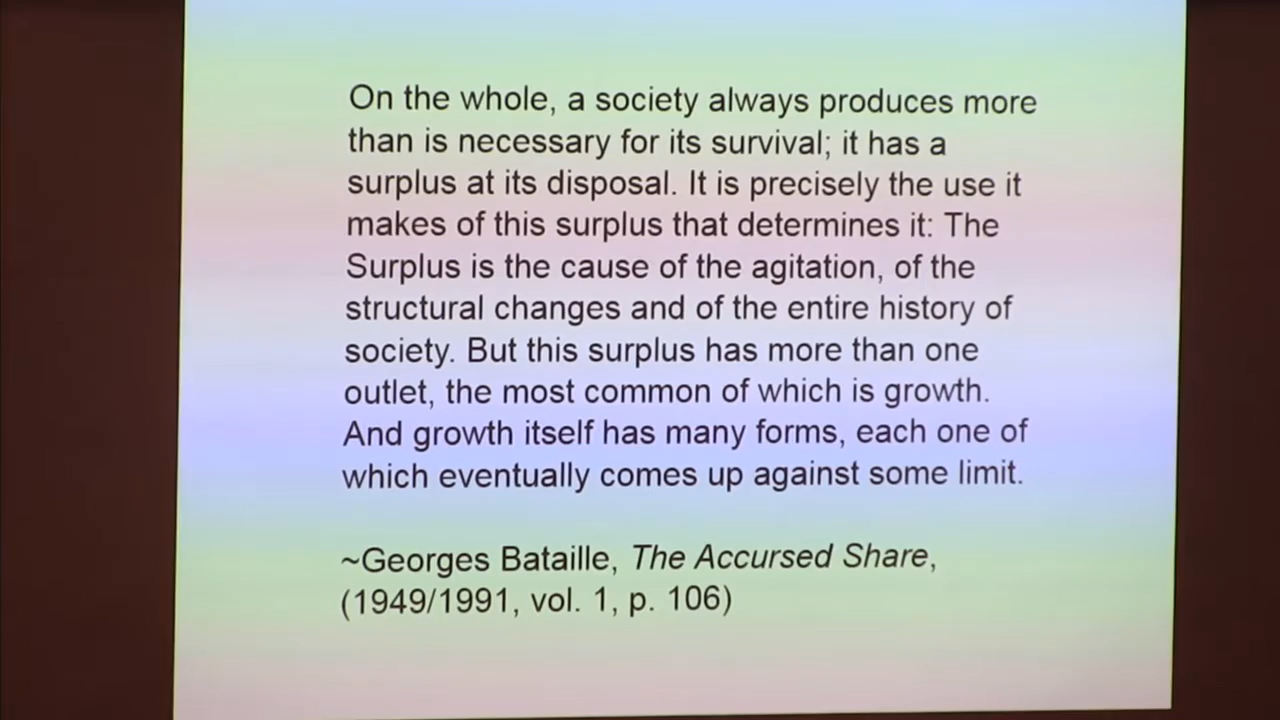 On the whole, a society always produces more
than is necessary for its survival; it has a
surplus at its disposal. It is precisely the use it
makes of this surplus that determines it: The
Surplus is the cause of the agitation, of the
structural changes and of the entire history of
society. But this surplus has more than one
outlet, the most common of which is growth.
And growth itself has many forms, each one of
which eventually comes up against some limit.
~Georges Bataille, The Accursed Share,
(1949/1991, vol. 1, p. 106)